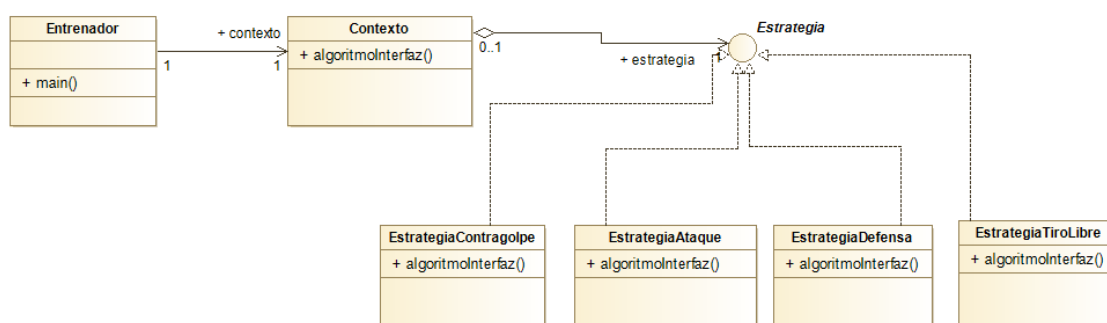 Entrenador
+ main()
+ contexto
1
1
Contexto
+ algoritmoInterfaz()
0..1
+ estrategia
Estrategia
EstrategiaContragolpe
+ algoritmoInterfaz()
EstrategiaAtaque
+ algoritmoInterfaz()
EstrategiaDefensa
+ algoritmoInterfaz()
EstrategiaTiroLibre
+ algoritmoInterfaz()